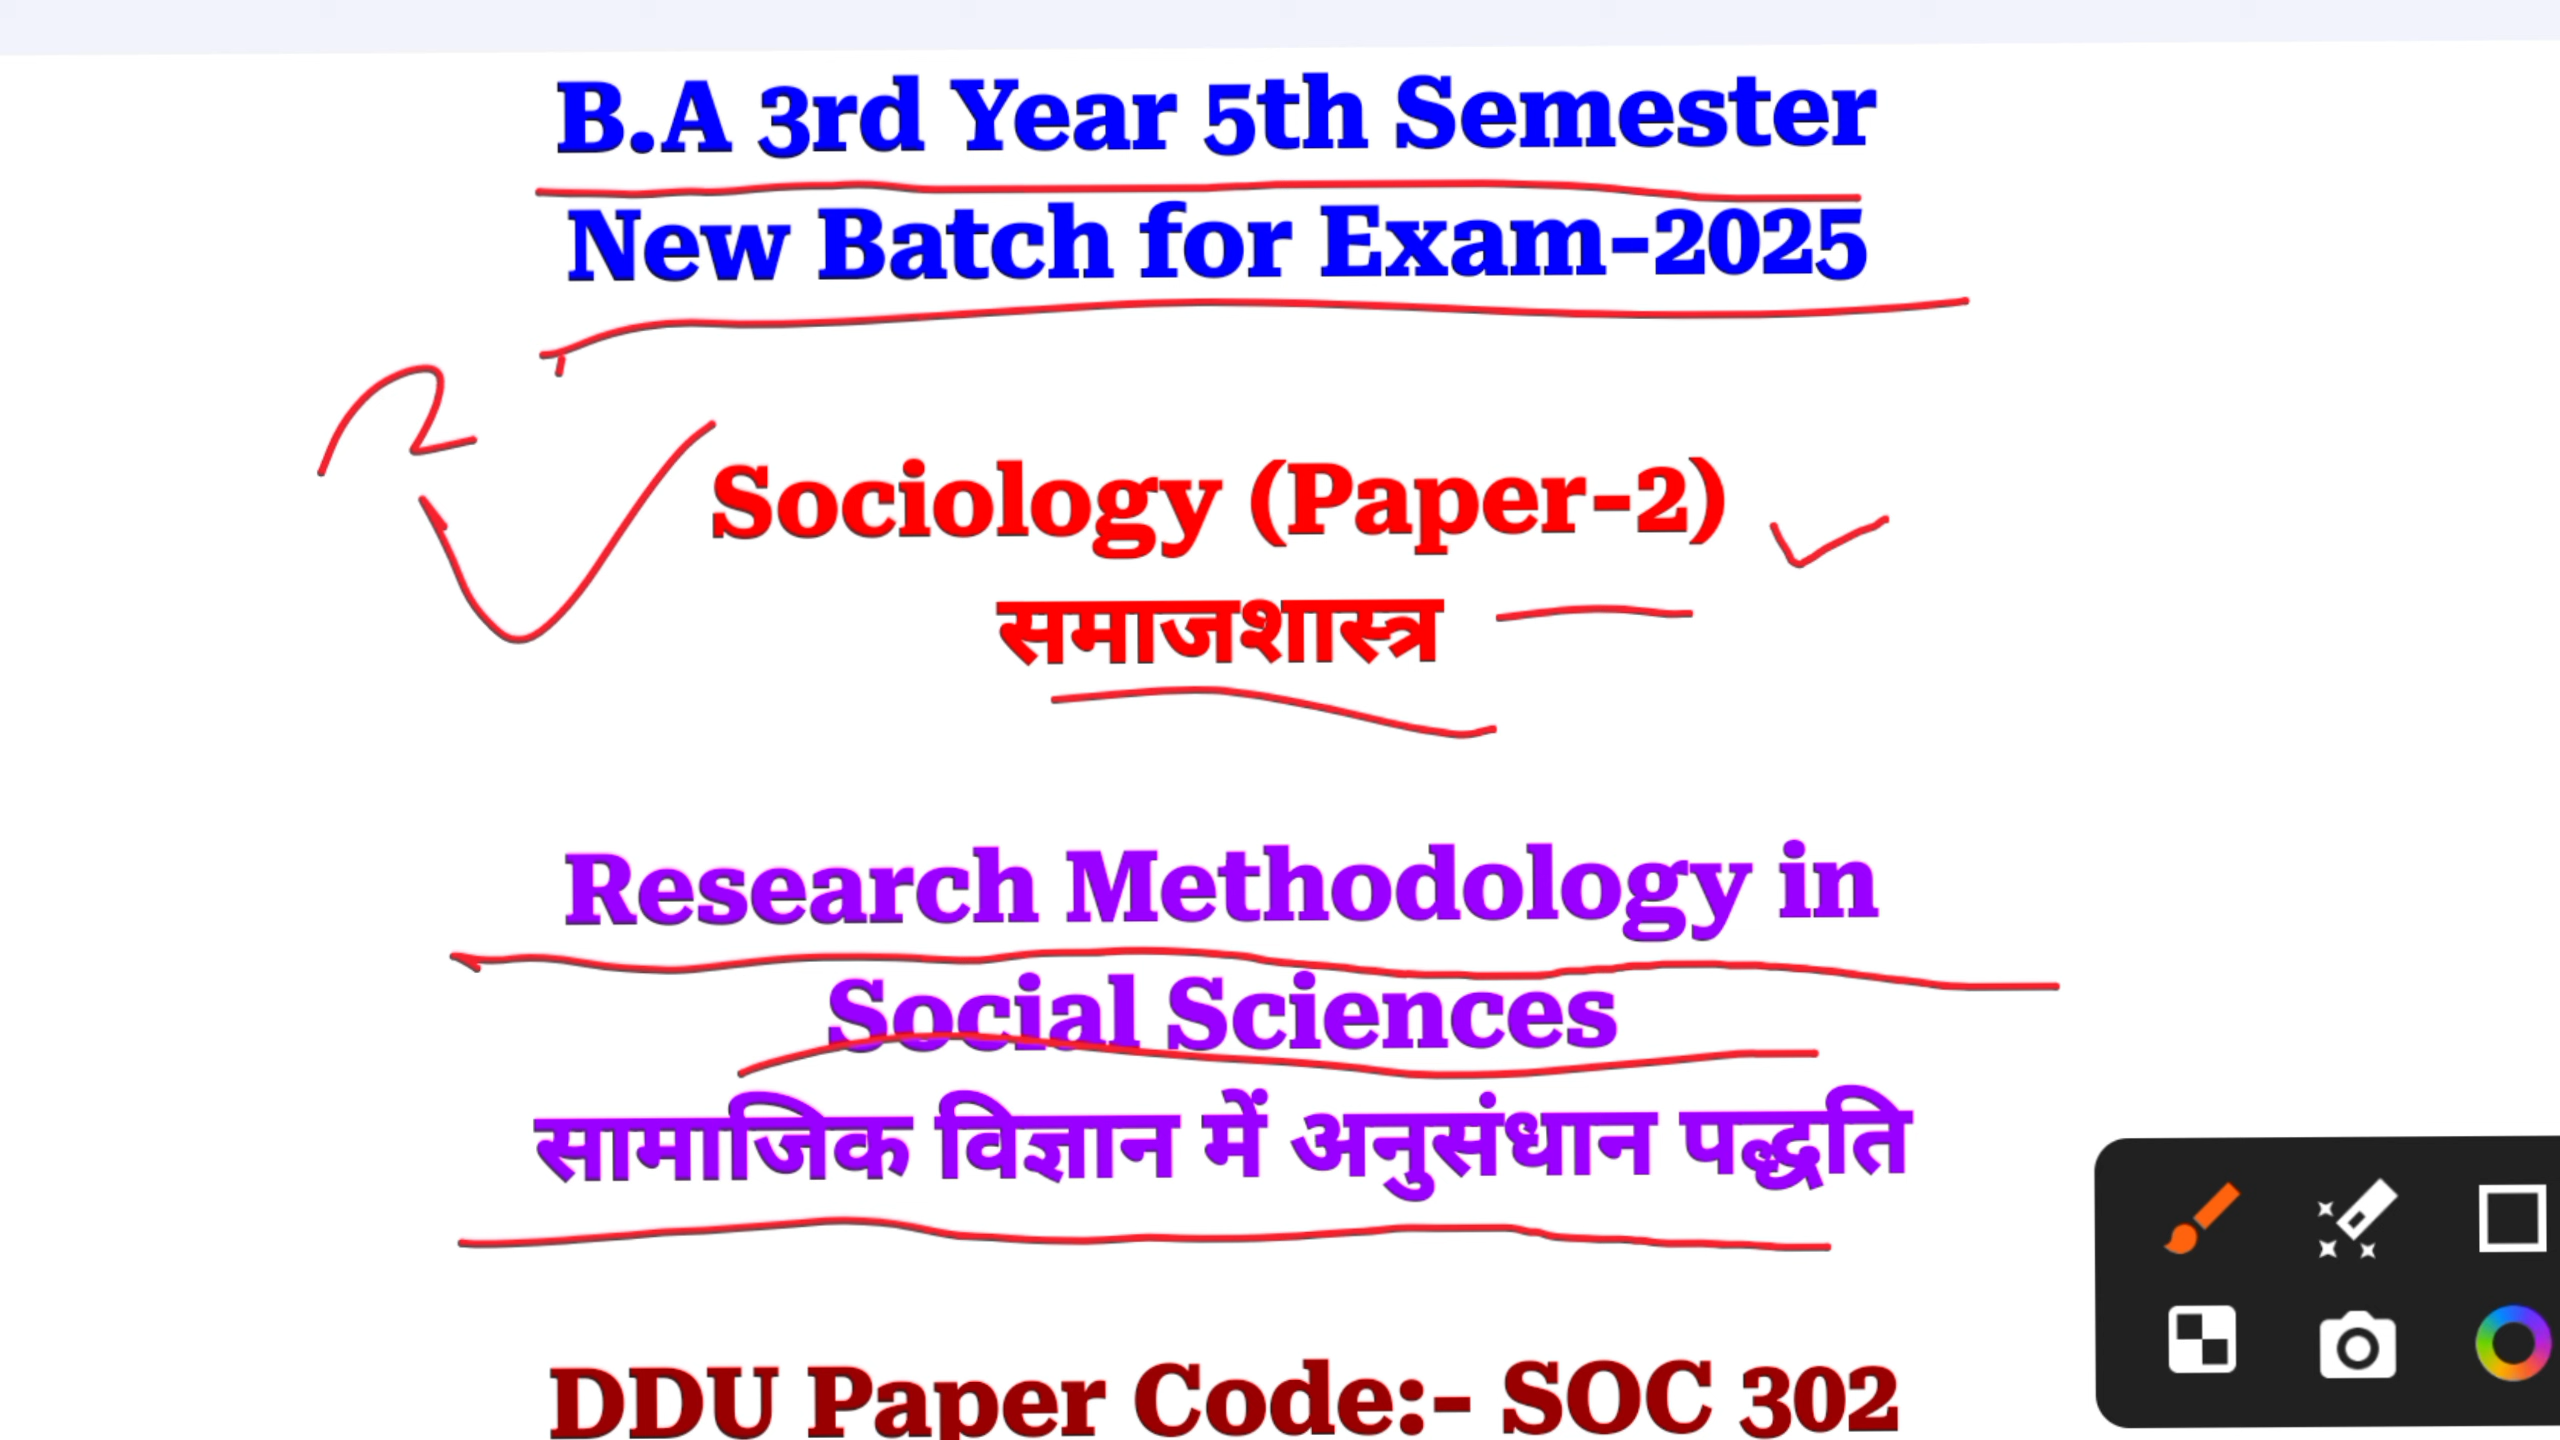 B.A 3rd Year 5th Semester
New Batch for Exam-2025
2
Sociology (Paper-2)
समाजशास्त्र
Research Methodology in
Social Sciences
सामाजिक विज्ञान में अनुसंधान पद्धति
DDU Paper Code:- SOC 302